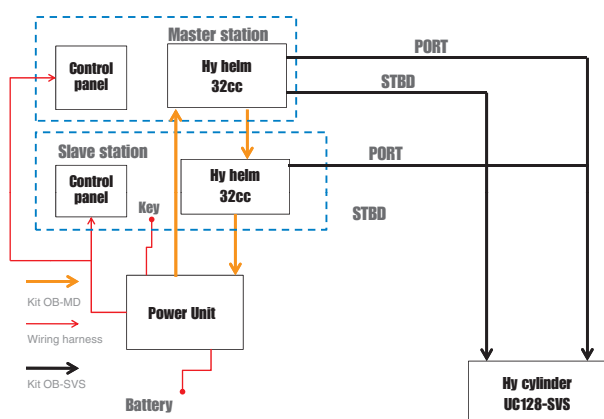 Master station
PORT
Control
panel
Hy helm
32cc
STBD
Slave station
PORT
Hy helm
32cc
Control
panel
Key
STBD
Kit OB-MD
Power Unit
Wiring harness
Kit OB-SVS
Battery
Hy cylinder
UC128-SVS